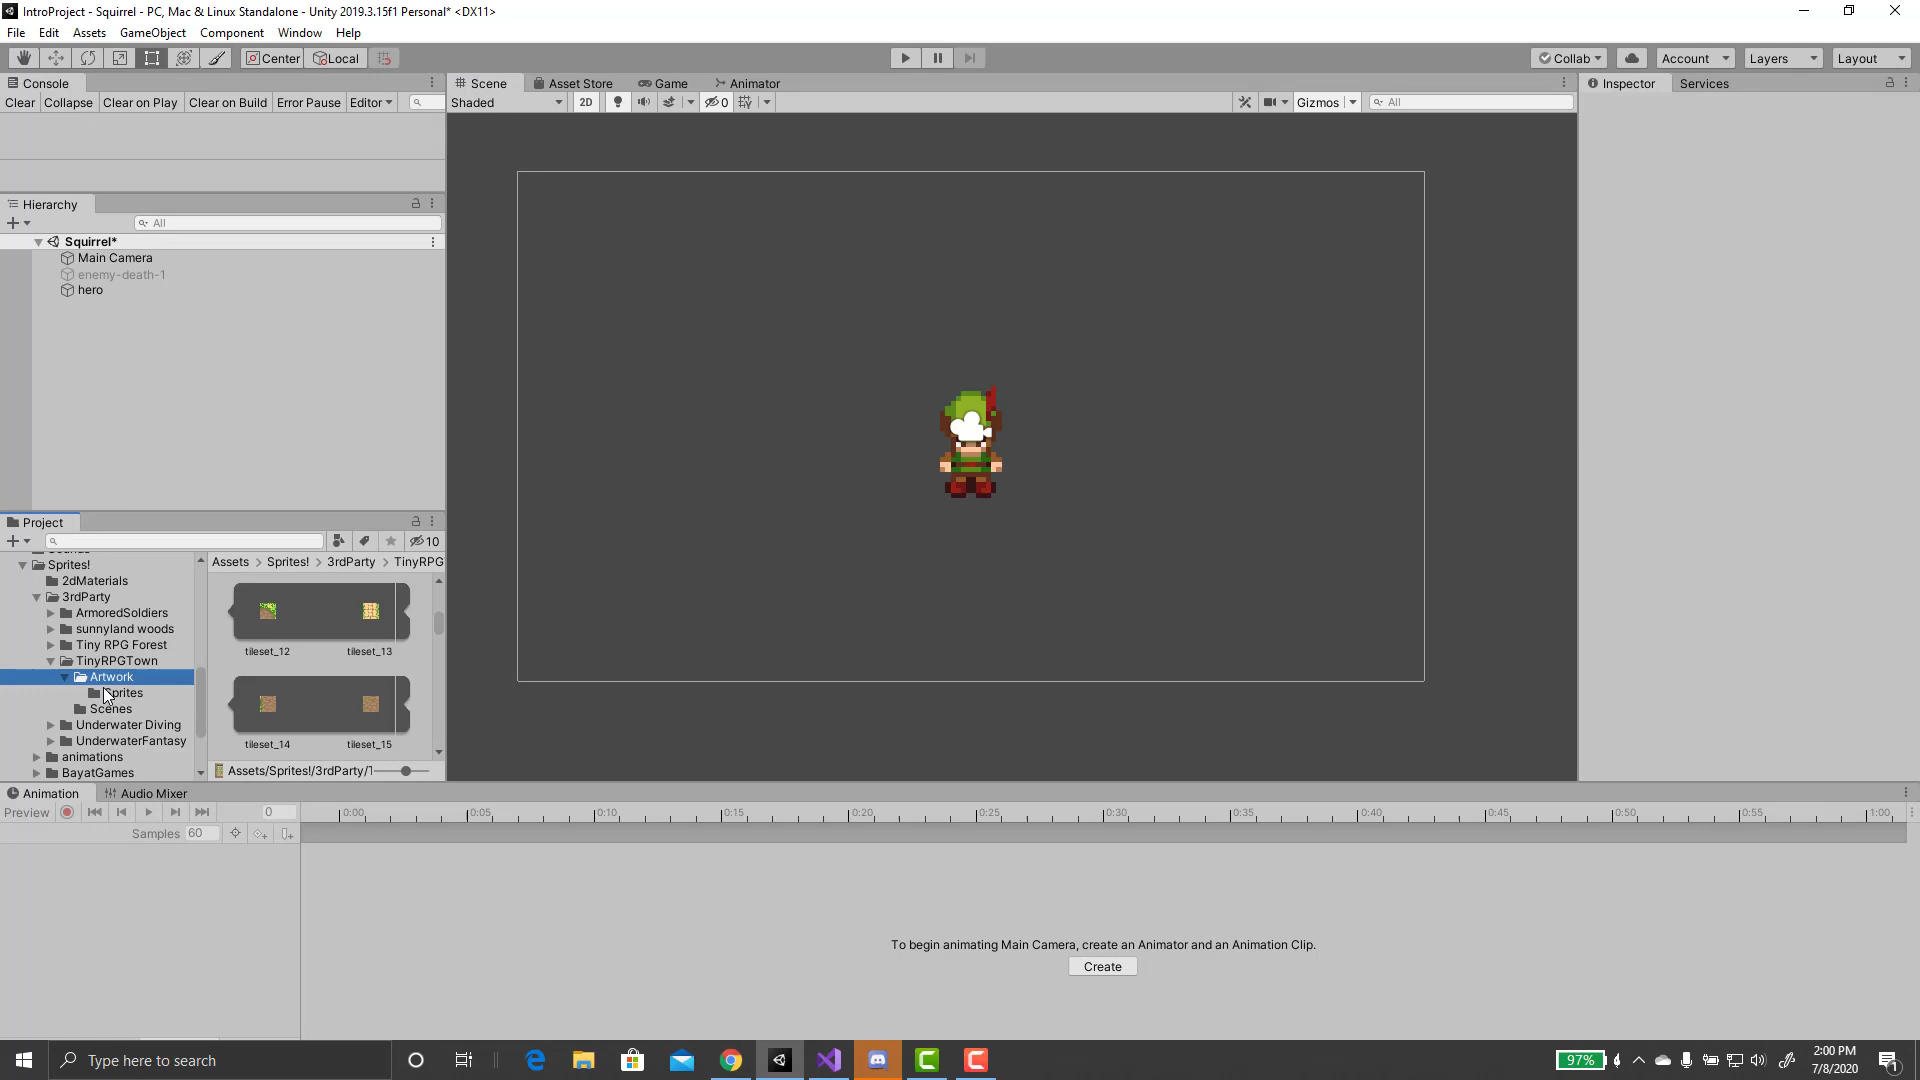 IntroProject - Squirrel - PC, Mac & Linux Standalone - Unity 2019.3.15f1 Personal* <DX11>
File Edit Assets GameObject Component Window Help
Center Local Collab Account Layers Layout
Console
Clear Collapse Clear on Play Clear on Build Error Pause Editor
Scene Asset Store Game Animator
Shaded 2D 0 Gizmos All
Inspector Services
Hierarchy
All
Squirrel*
Main Camera
enemy-death-1
hero
Project
10
Sprites!
2dMaterials
3rdParty
ArmoredSoldiers
sunnyland woods
Tiny RPG Forest
TinyRPGTown
Artwork
Sprites
Scenes
Underwater Diving
UnderwaterFantasy
animations
BayatGames
Assets > Sprites! > 3rdParty > TinyRPG
tileset_12 tileset_13
tileset_14 tileset_15
Assets/Sprites!/3rdParty/T
Animation Audio Mixer
Preview 0
Samples 60
0:00 0:05 0:10 0:15 0:20 0:25 0:30 0:35 0:40 0:45 0:50 0:55 1:00
To begin animating Main Camera, create an Animator and an Animation Clip.
Create
Type here to search
97%
2:00 PM
7/8/2020
1